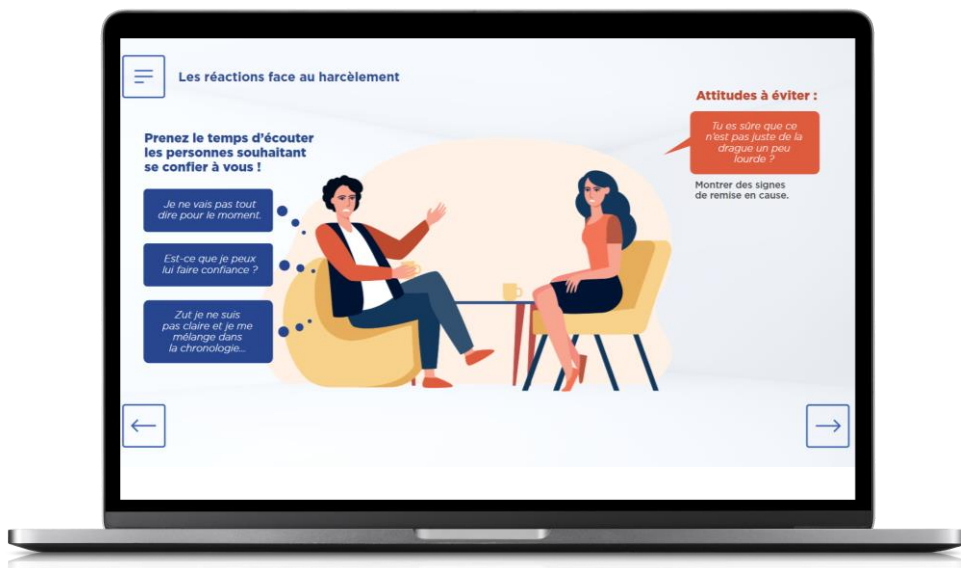 Les réactions face au harcèlement
Prenez le temps d'écouter
les personnes souhaitant
se confier à vous !
Je ne vais pas tout
dire pour le moment.
Est-ce que je peux
lui faire confiance ?
Zut je ne suis
pas claire et je me
mélange dans
la chronologie...
Attitudes à éviter :
Tu es sûre que ce
n'est pas juste de la
drague un peu
lourde ?
Montrer des signes
de remise en cause.